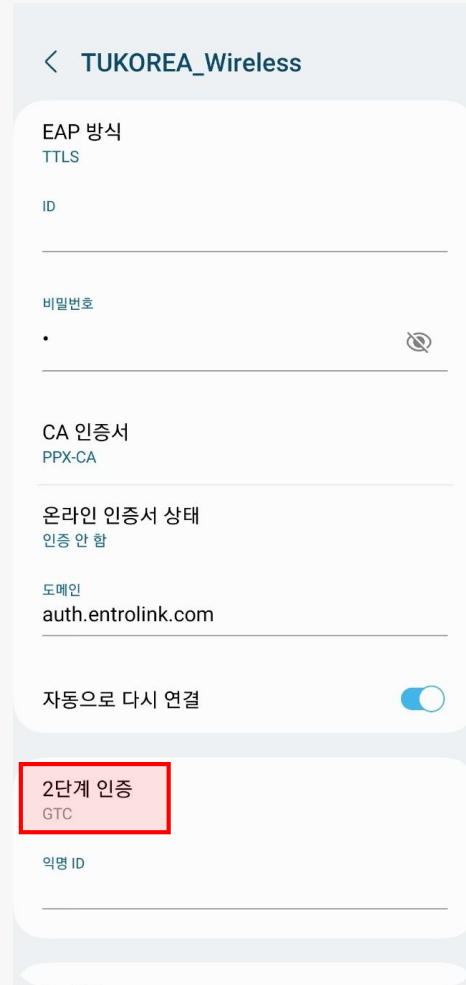 TUKOREA_Wireless
EAP 방식
TTLS
ID
비밀번호
•
CA 인증서
PPX-CA
온라인 인증서 상태
인증 안 함
도메인
auth.entrolink.com
자동으로 다시 연결
2단계 인증
GTC
익명 ID